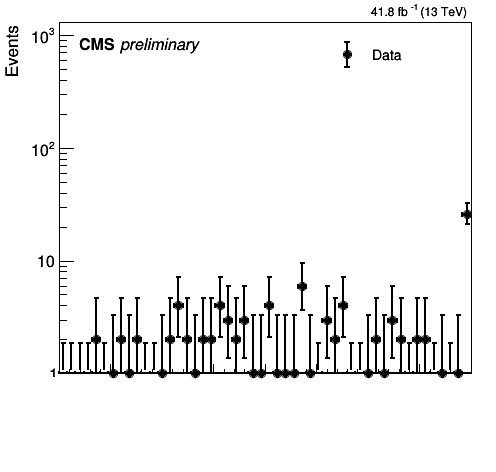 41.8 fb⁻¹ (13 TeV)
Events
CMS preliminary
Data
10³
10²
10
1